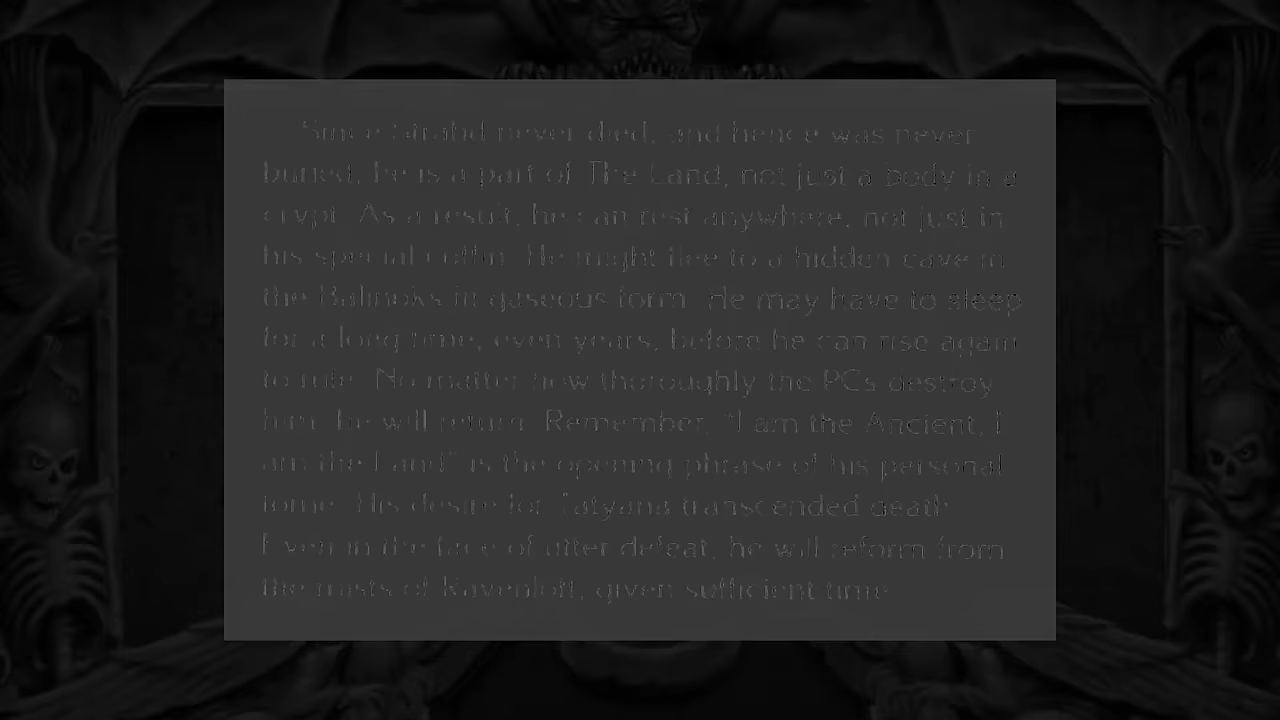 Since Strahd never died, and hence was never
buried, he is a part of The Land, not just a body in a
crypt. As a result, he can rest anywhere, not just in
his special coffin. He might flee to a hidden cave in
the Balinoks in gaseous form. He may have to sleep
for a long time, even years, before he can rise again
to rule. No matter how thoroughly the PCs destroy
him, he will return. Remember, "I am the Ancient, I
am the Land" is the opening phrase of his personal
tome. His desire for Tatyana transcended death.
Even in the face of utter defeat, he will reform from
the mists of Ravenloft, given sufficient time.